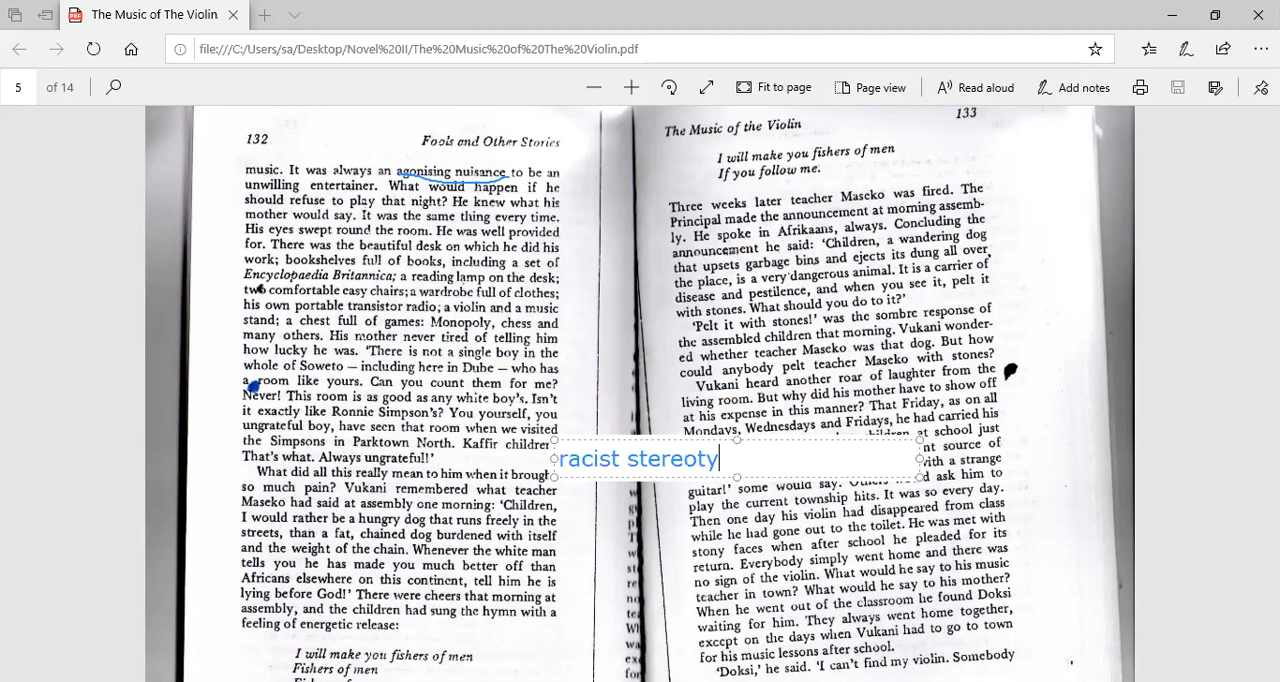 The Music of The Violin
file:///C:/Users/sa/Desktop/Novel%20II/The%20Music%20of%20The%20Violin.pdf
5 of 14
Fit to page
Page view
Read aloud
Add notes
132 Fools and Other Stories
music. It was always an agonising nuisance to be an
unwilling entertainer. What would happen if he
should refuse to play that night? He knew what his
mother would say. It was the same thing every time.
His eyes swept round the room. He was well provided
for. There was the beautiful desk on which he did his
work; bookshelves full of books, including a set of
Encyclopaedia Britannica; a reading lamp on the desk;
two comfortable easy chairs; a wardrobe full of clothes;
his own portable transistor radio; a violin and a music
stand; a chest full of games: Monopoly, chess and
many others. His mother never tired of telling him
how lucky he was. 'There is not a single boy in the
whole of Soweto — including here in Dube — who has
a room like yours. Can you count them for me?
Never! This room is as good as any white boy's. Isn't
it exactly like Ronnie Simpson's? You yourself, you
ungrateful boy, have seen that room when we visited
the Simpsons in Parktown North. Kaffir children
That's what. Always ungrateful!'
What did all this really mean to him when it brough
so much pain? Vukani remembered what teacher
Maseko had said at assembly one morning: 'Children,
I would rather be a hungry dog that runs freely in the
streets, than a fat, chained dog burdened with itself
and the weight of the chain. Whenever the white man
tells you he has made you much better off than
Africans elsewhere on this continent, tell him he is
lying before God!' There were cheers that morning at
assembly, and the children had sung the hymn with a
feeling of energetic release:
I will make you fishers of men
Fishers of men
The Music of the Violin 133
I will make you fishers of men
If you follow me.
Three weeks later teacher Maseko was fired. The
Principal made the announcement at morning assemb-
ly. He spoke in Afrikaans, always. Concluding the
announcement he said: 'Children, a wandering dog
that upsets garbage bins and ejects its dung all over
the place, is a very dangerous animal. It is a carrier of
disease and pestilence, and when you see it, pelt it
with stones. What should you do to it?'
'Pelt it with stones!' was the sombre response of
the assembled children that morning. Vukani wonder-
ed whether teacher Maseko was that dog. But how
could anybody pelt teacher Maseko with stones?
Vukani heard another roar of laughter from the
living room. But why did his mother have to show off
at his expense in this manner? That Friday, as on all
Mondays, Wednesdays and Fridays, he had carried his
children at school just
nt source of
racist stereoty
with a strange
guitar!' some would say. ask him to
play the current township hits. It was so every day.
Then one day his violin had disappeared from class
while he had gone out to the toilet. He was met with
stony faces when after school he pleaded for its
return. Everybody simply went home and there was
no sign of the violin. What would he say to his music
teacher in town? What would he say to his mother?
When he went out of the classroom he found Doksi
waiting for him. They always went home together,
except on the days when Vukani had to go to town
for his music lessons after school.
'Doksi,' he said. 'I can't find my violin. Somebody